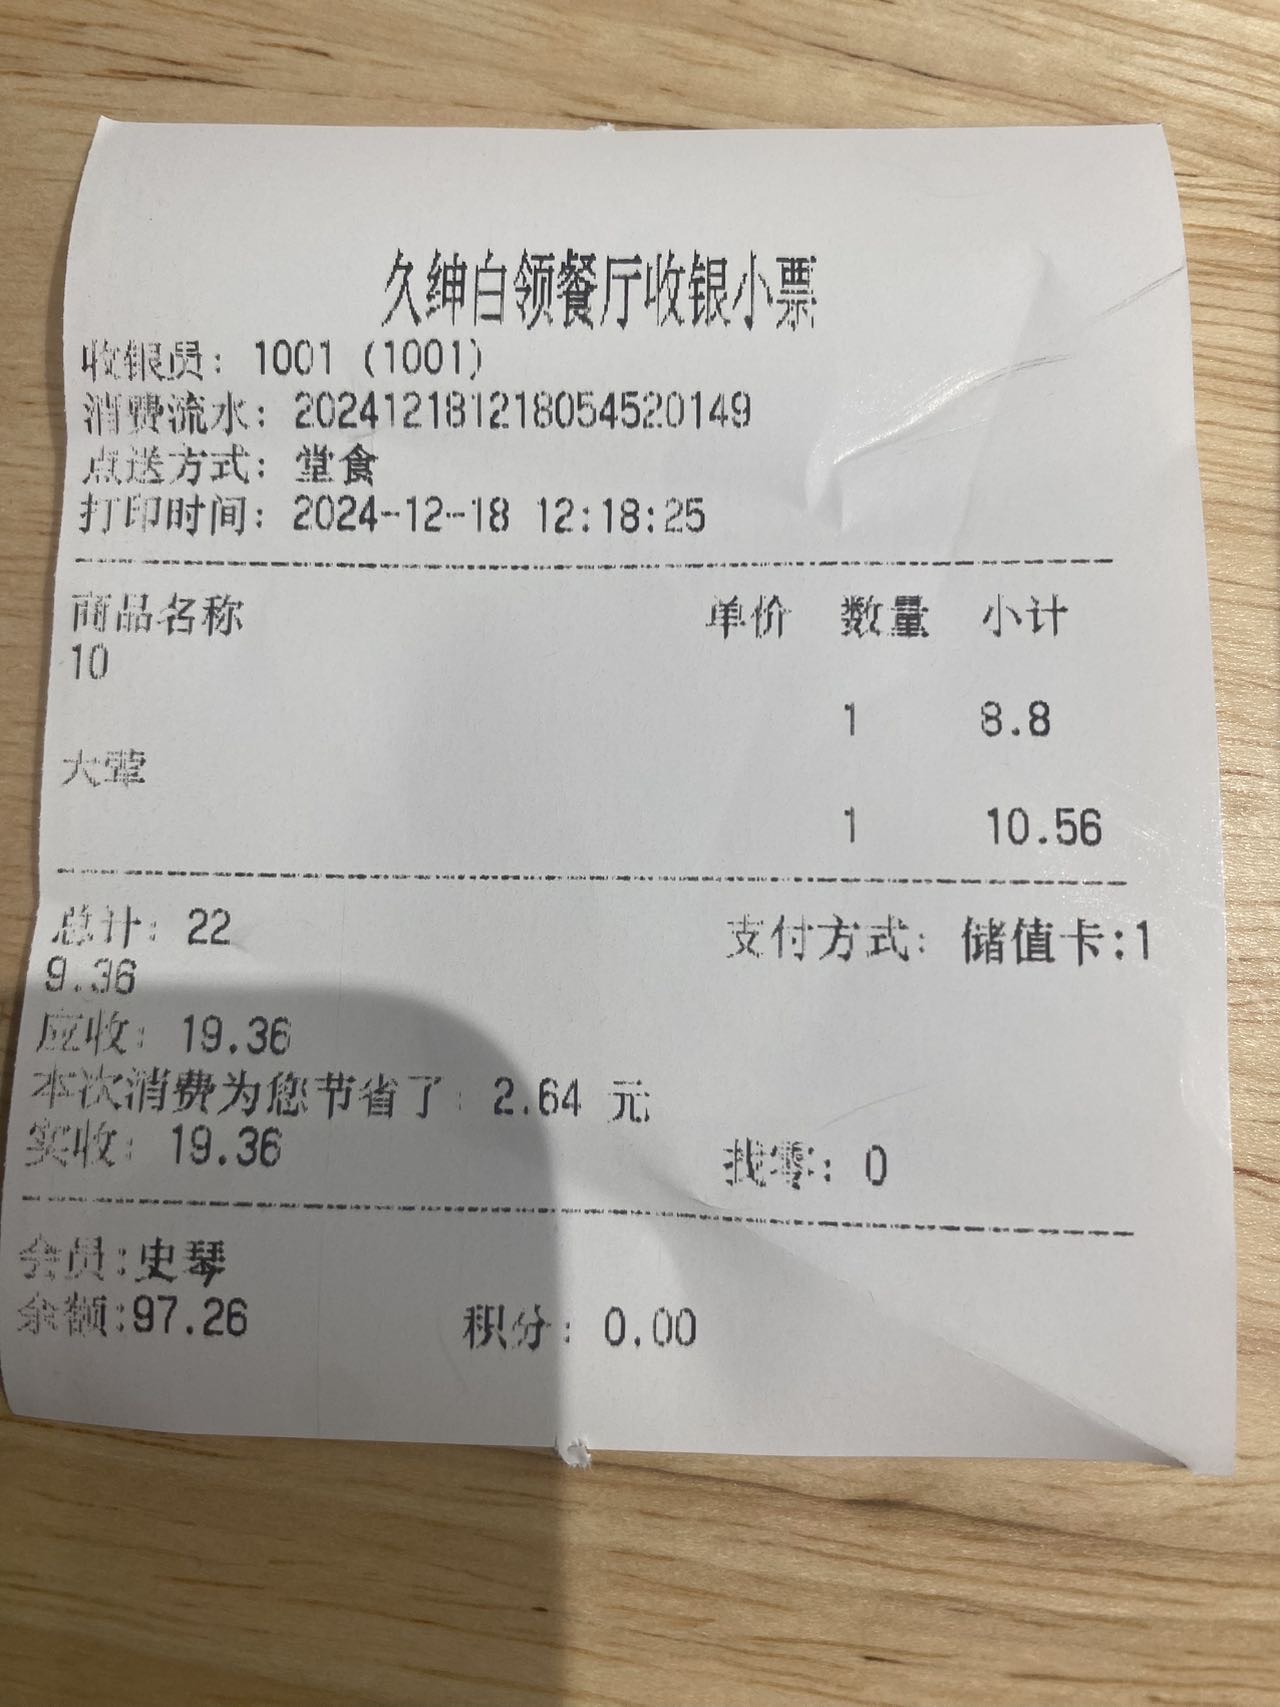 久绅白领餐厅收银小票
收银员：1001 (1001)
消费流水：20241218121805452​0149
点送方式：堂食
打印时间：2024-12-18 12:18:25
商品名称 单价 数量 小计
10
1 8.8
大荤
1 10.56
总计：22 支付方式：储值卡:1
9.36
应收：19.36
本次消费为您节省了：2.64 元
实收：19.36 找零：0
会员:史琴
余额:97.26 积分：0.00